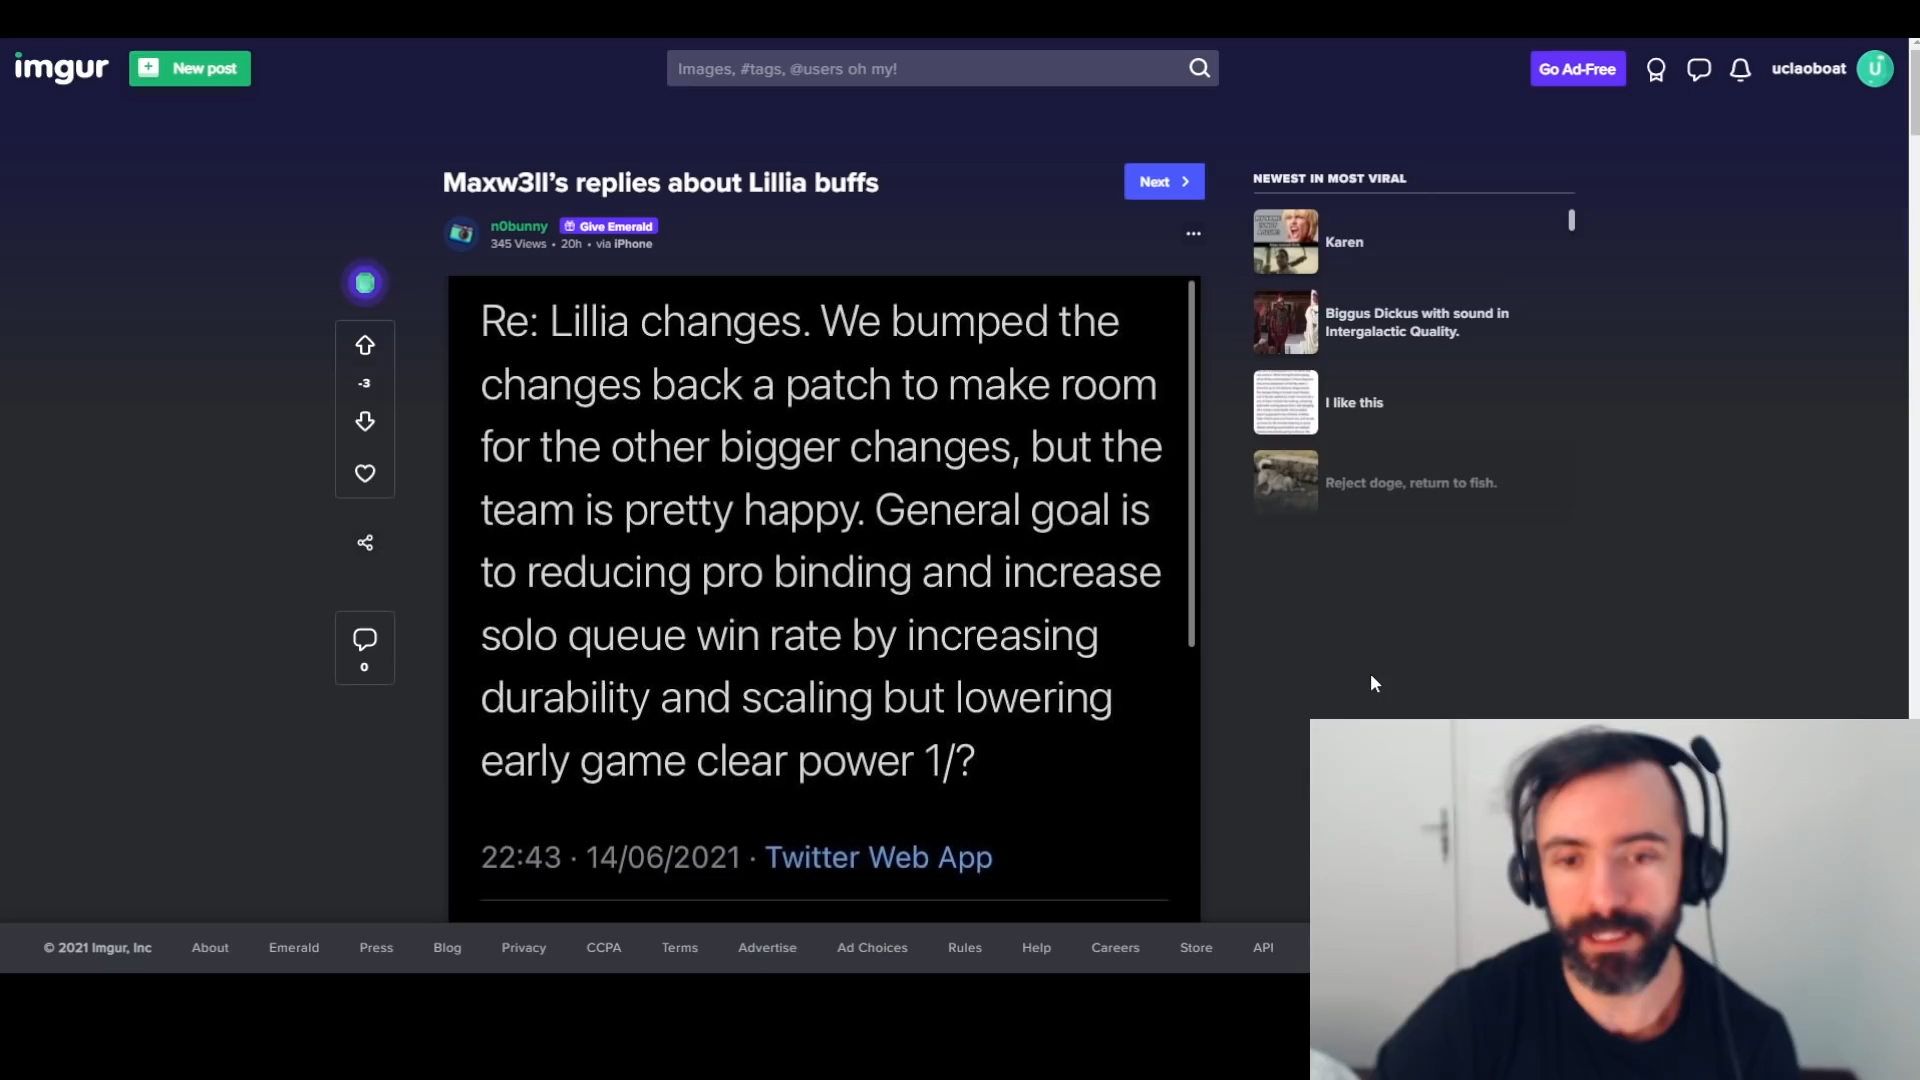 imgur
New post
Images, #tags, @users oh my!
Go Ad-Free
uclaoboat
U
Maxw3ll's replies about Lillia buffs
Next
n0bunny
Give Emerald
345 Views • 20h • via iPhone
-3
0
Re: Lillia changes. We bumped the
changes back a patch to make room
for the other bigger changes, but the
team is pretty happy. General goal is
to reducing pro binding and increase
solo queue win rate by increasing
durability and scaling but lowering
early game clear power 1/?
22:43 · 14/06/2021 · Twitter Web App
NEWEST IN MOST VIRAL
Karen
Biggus Dickus with sound in
Intergalactic Quality.
I like this
Reject doge, return to fish.
© 2021 Imgur, Inc
About
Emerald
Press
Blog
Privacy
CCPA
Terms
Advertise
Ad Choices
Rules
Help
Careers
Store
API